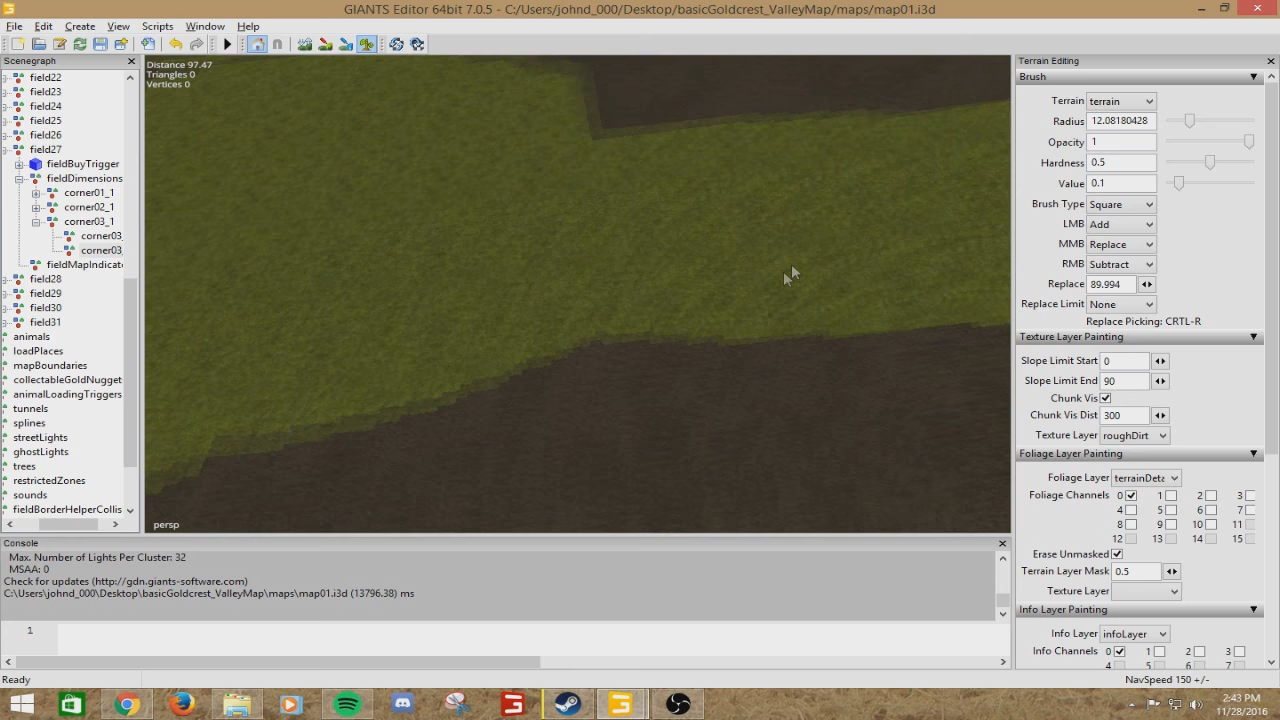 GIANTS Editor 64bit 7.0.5 - C:/Users/johnd_000/Desktop/basicGoldcrest_ValleyMap/maps/map01.i3d
File Edit Create View Scripts Window Help
Scenegraph
field22
field23
field24
field25
field26
field27
fieldBuyTrigger
fieldDimensions
corner01_1
corner02_1
corner03_1
corner03_
corner03_
fieldMapIndicato
field28
field29
field30
field31
animals
loadPlaces
mapBoundaries
collectableGoldNugget
animalLoadingTriggers
tunnels
splines
streetLights
ghostLights
trees
restrictedZones
sounds
fieldBorderHelperCollis
Distance 97.47
Triangles 0
Vertices 0
persp
Terrain Editing
Brush
Terrain terrain
Radius 12.08180428
Opacity 1
Hardness 0.5
Value 0.1
Brush Type Square
LMB Add
MMB Replace
RMB Subtract
Replace 89.994
Replace Limit None
Replace Picking: CRTL-R
Texture Layer Painting
Slope Limit Start 0
Slope Limit End 90
Chunk Vis
Chunk Vis Dist 300
Texture Layer roughDirt
Foliage Layer Painting
Foliage Layer terrainDeta
Foliage Channels 0 1 2 3
4 5 6 7
8 9 10 11
12 13 14 15
Erase Unmasked
Terrain Layer Mask 0.5
Texture Layer
Info Layer Painting
Info Layer infoLayer
Info Channels 0 1 2 3
4 5 6 7
Console
Max. Number of Lights Per Cluster: 32
MSAA: 0
Check for updates (http://gdn.giants-software.com)
C:\Users\johnd_000\Desktop\basicGoldcrest_ValleyMap\maps\map01.i3d (13796.38) ms
1
Ready
NavSpeed 150 +/-
2:43 PM
11/28/2016